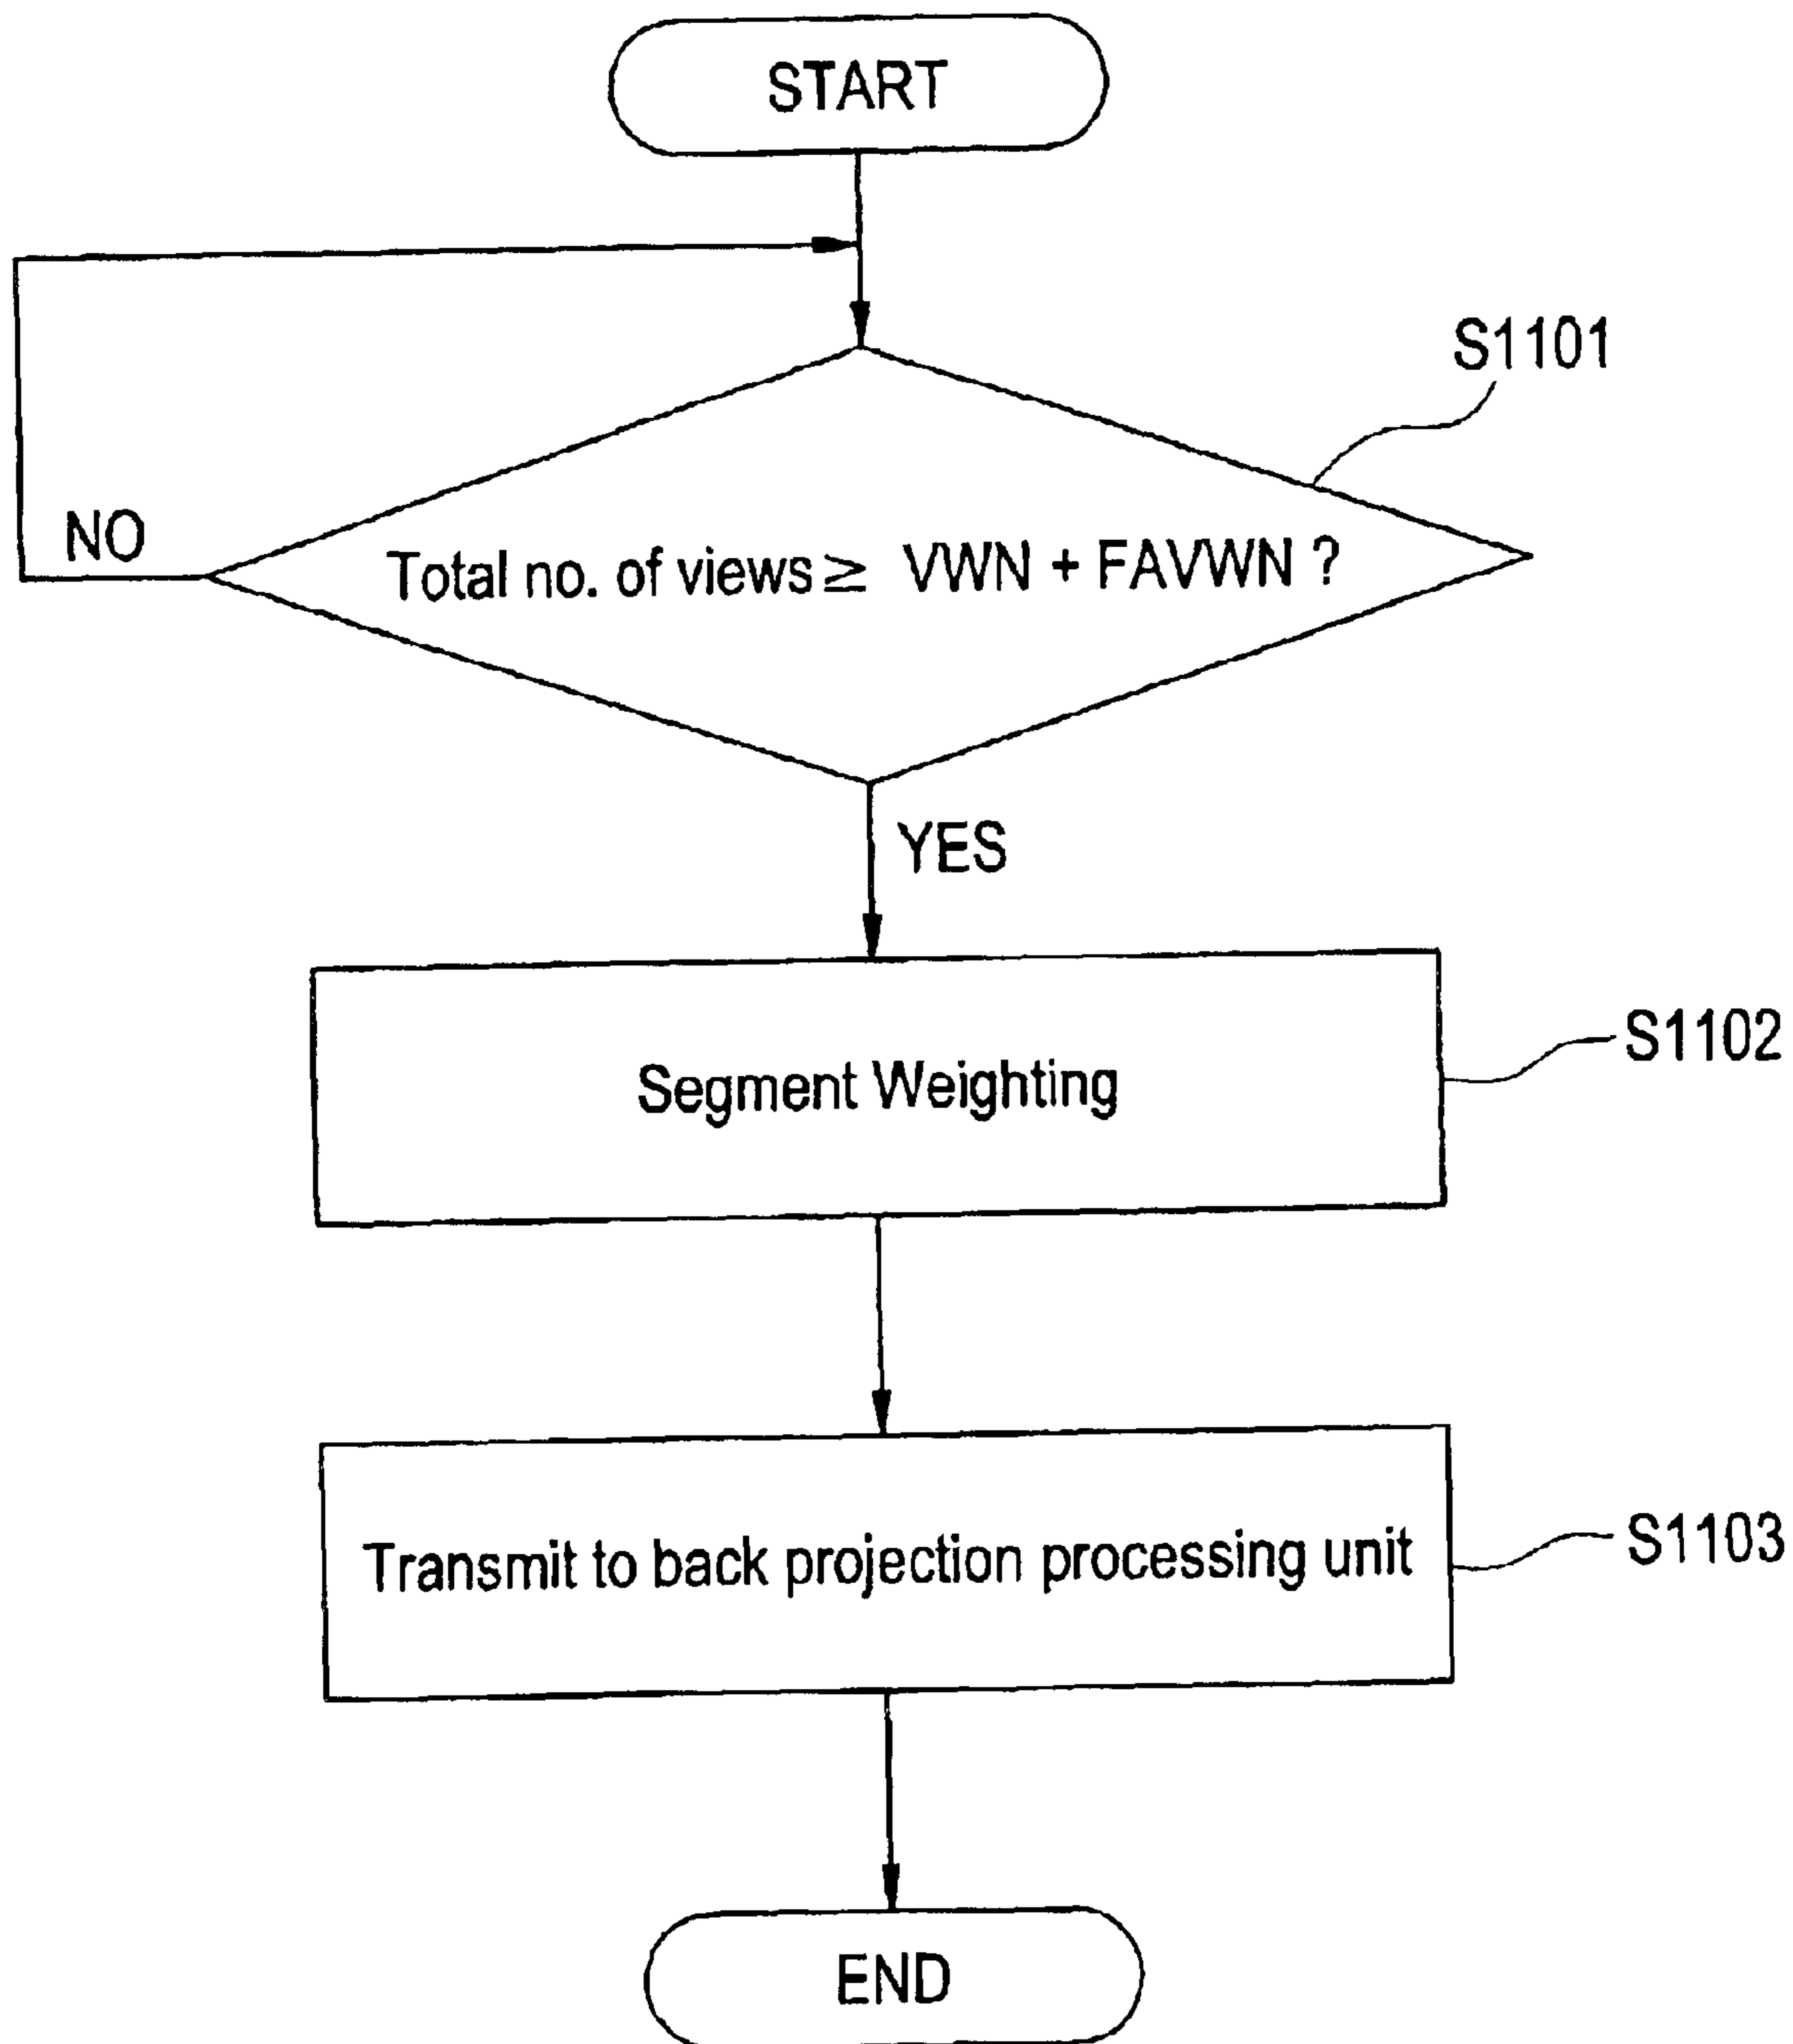 START
S1101
NO
Total no. of views ≥ VWN + FAVWN ?
YES
Segment Weighting
S1102
Transmit to back projection processing unit
S1103
END